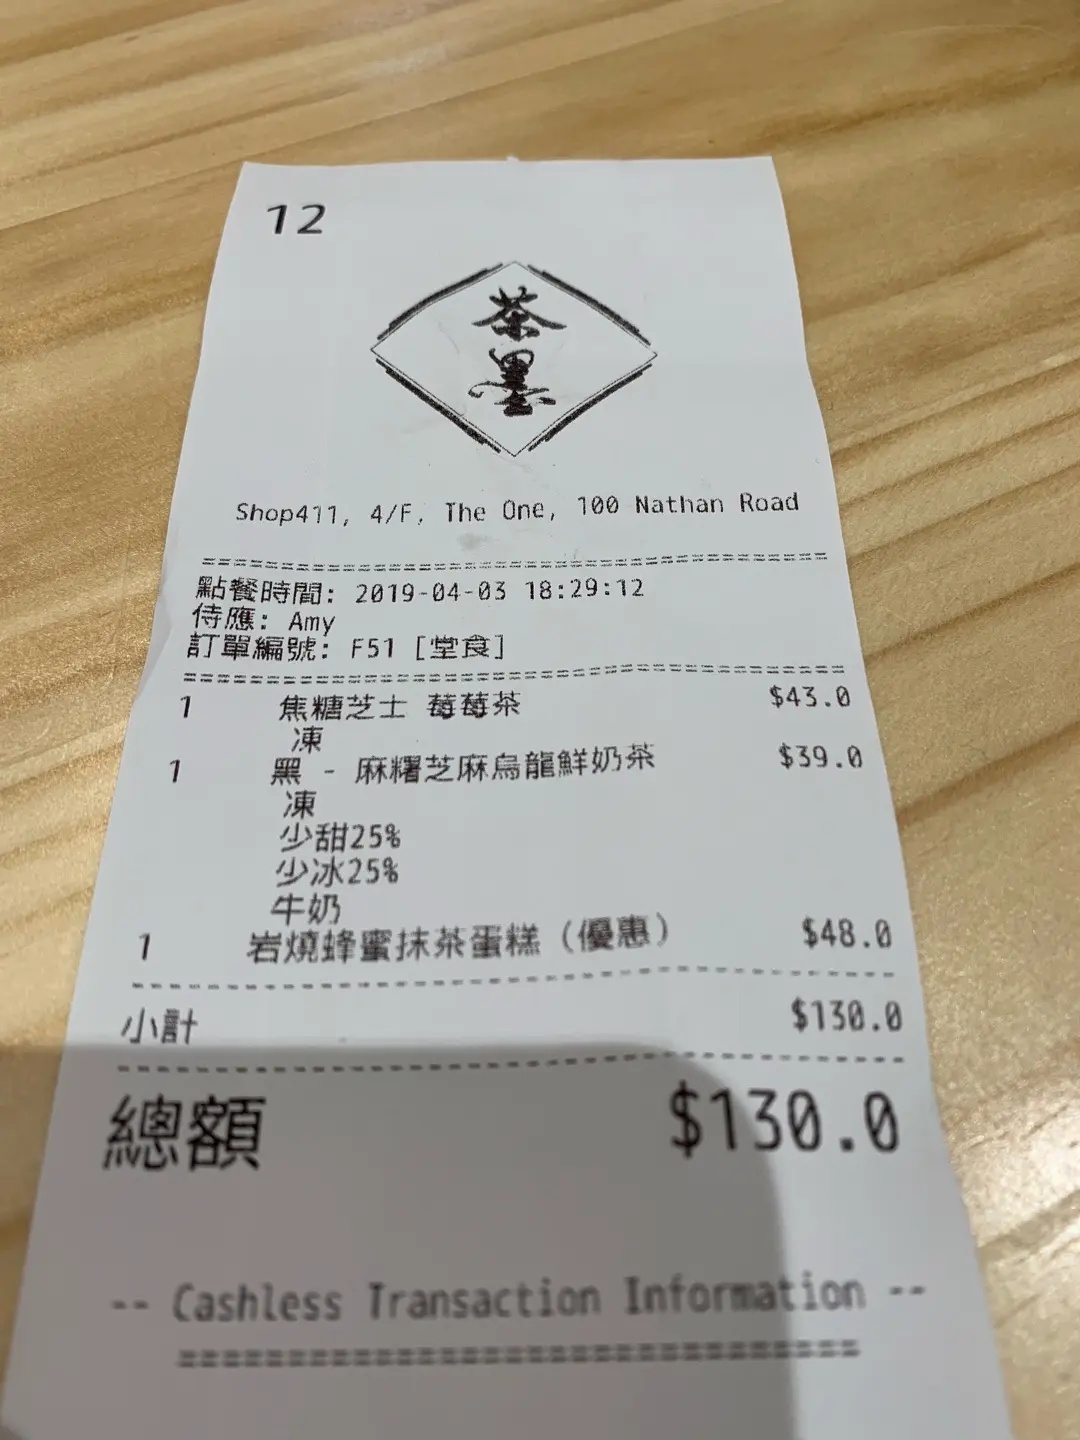 12
茶
墨
Shop411, 4/F, The One, 100 Nathan Road
點餐時間: 2019-04-03 18:29:12
侍應: Amy
訂單編號: F51 [堂食]
1 焦糖芝士 莓莓茶 $43.0
凍
1 黑 - 麻糬芝麻烏龍鮮奶茶 $39.0
凍
少甜25%
少冰25%
牛奶
1 岩燒蜂蜜抹茶蛋糕（優惠） $48.0
小計 $130.0
總額 $130.0
-- Cashless Transaction Information --